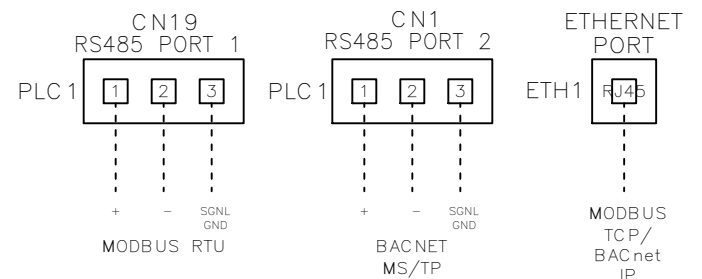 CN19
RS485 PORT 1
PLC1 1 2 3
+ - SGNL
GND
MODBUS RTU
CN1
RS485 PORT 2
PLC1 1 2 3
+ - SGNL
GND
BACNET
MS/TP
ETHERNET
PORT
ETH1 RJ45
MODBUS
TCP/
BACnet
IP